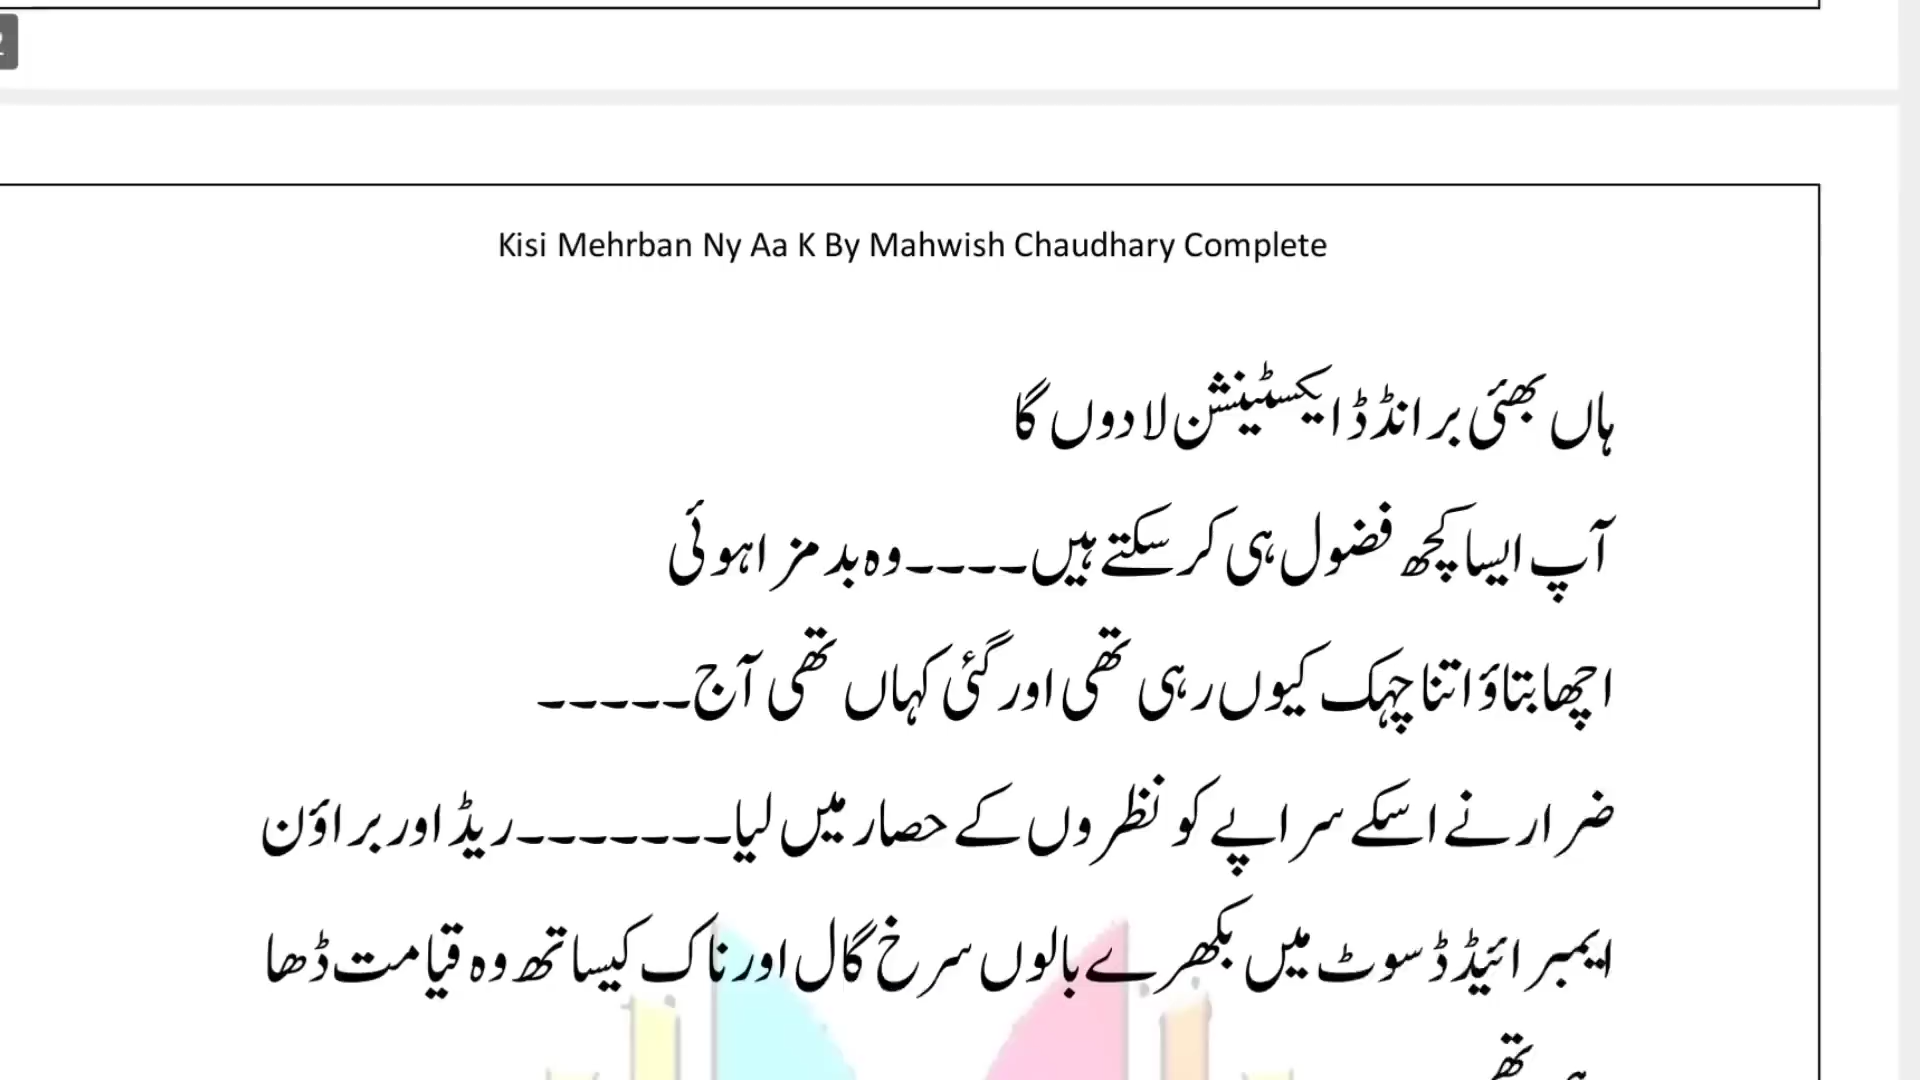 2
Kisi Mehrban Ny Aa K By Mahwish Chaudhary Complete
ہاں بھئی برانڈڈ ایکسٹینشن لا دوں گا
آپ ایسا کچھ فضول ہی کر سکتے ہیں۔۔۔۔ وہ بد مزا ہوئی
اچھا بتاؤ اتنا چہک کیوں رہی تھی اور گئی کہاں تھی آج۔۔۔۔۔
ضرار نے اسکے سراپے کو نظروں کے حصار میں لیا۔۔۔۔۔۔۔ ریڈ اور براؤن
ایمبرائیڈڈ سوٹ میں بکھرے بالوں سرخ گال اور ناک کیساتھ وہ قیامت ڈھا